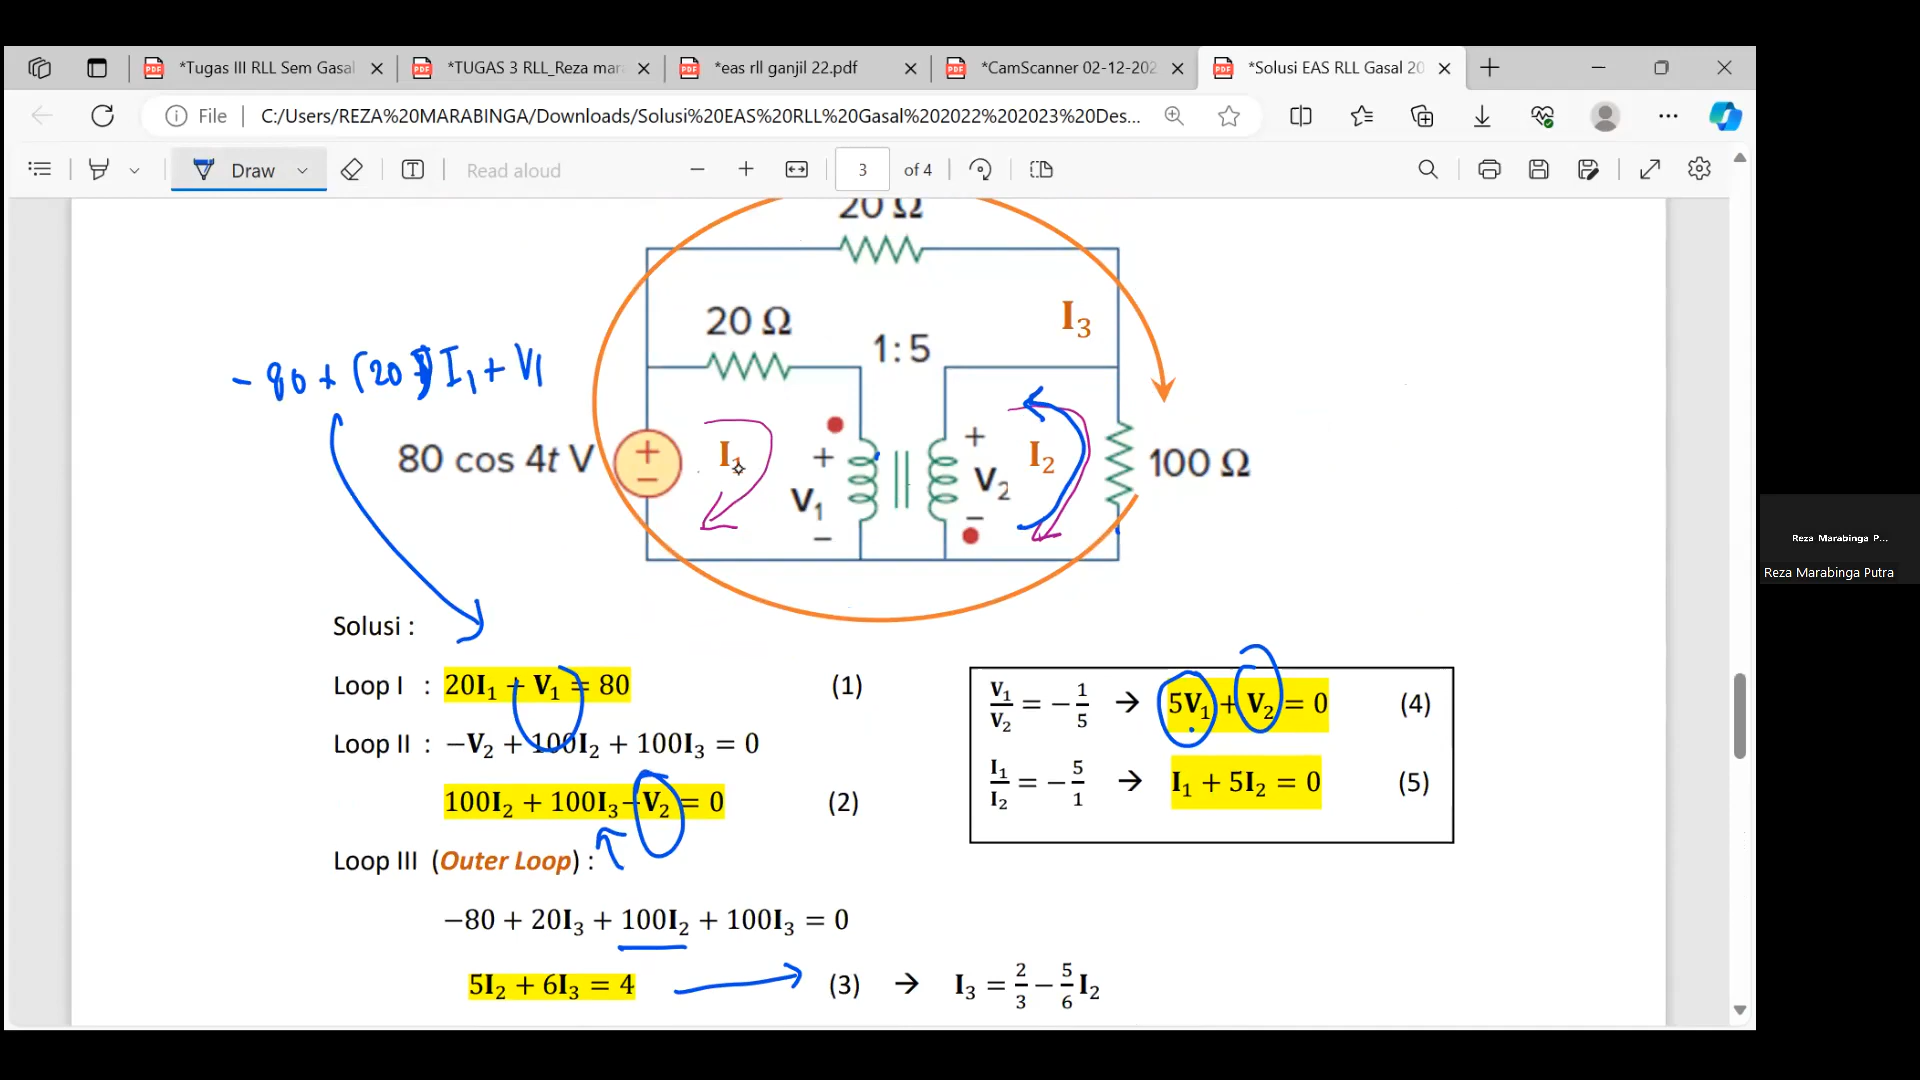 *Tugas III RLL Sem Gasal
*TUGAS 3 RLL_Reza mar
*eas rll ganjil 22.pdf
*CamScanner 02-12-202
*Solusi EAS RLL Gasal 20
File
C:/Users/REZA%20MARABINGA/Downloads/Solusi%20EAS%20RLL%20Gasal%202022%202023%20Des...
Draw
Read aloud
3 of 4
20 Ω
I₃
20 Ω
1:5
-80 + (20) I₁ + V₁
80 cos 4t V
+
−
I₁
+
V₁
−
+
V₂
−
I₂
100 Ω
Reza Marabinga P...
Reza Marabinga Putra
Solusi :
Loop I : 20I₁ + V₁ = 80 (1)
Loop II : −V₂ + 100I₂ + 100I₃ = 0
100I₂ + 100I₃ − V₂ = 0 (2)
Loop III (Outer Loop) :
−80 + 20I₃ + 100I₂ + 100I₃ = 0
5I₂ + 6I₃ = 4 (3) → I₃ = 2/3 − 5/6 I₂
V₁/V₂ = − 1/5 → 5V₁ + V₂ = 0 (4)
I₁/I₂ = − 5/1 → I₁ + 5I₂ = 0 (5)